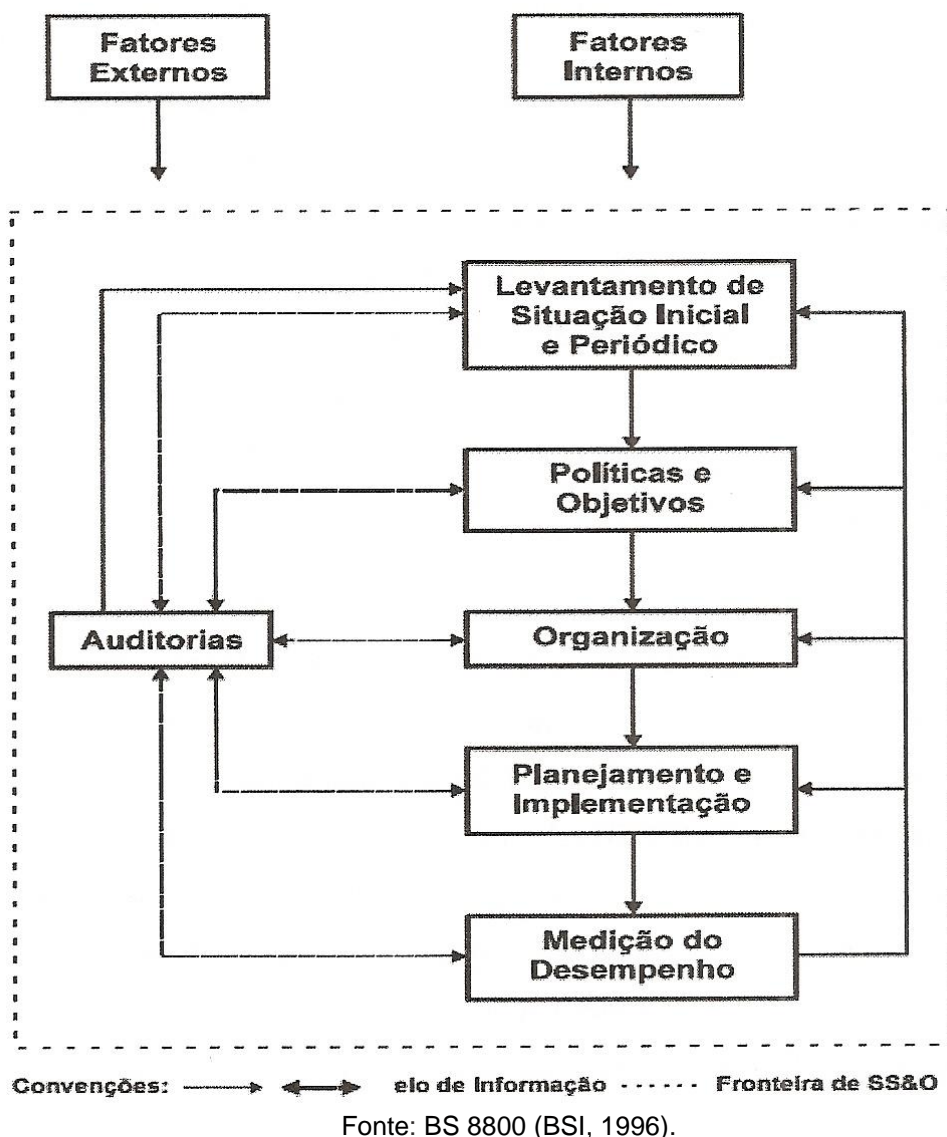 Fatores
Externos
Fatores
Internos
Levantamento de
Situação Inicial
e Periódico
Políticas e
Objetivos
Auditorias
Organização
Planejamento e
Implementação
Medição do
Desempenho
Convenções: elo de Informação Fronteira de SS&O
Fonte: BS 8800 (BSI, 1996).